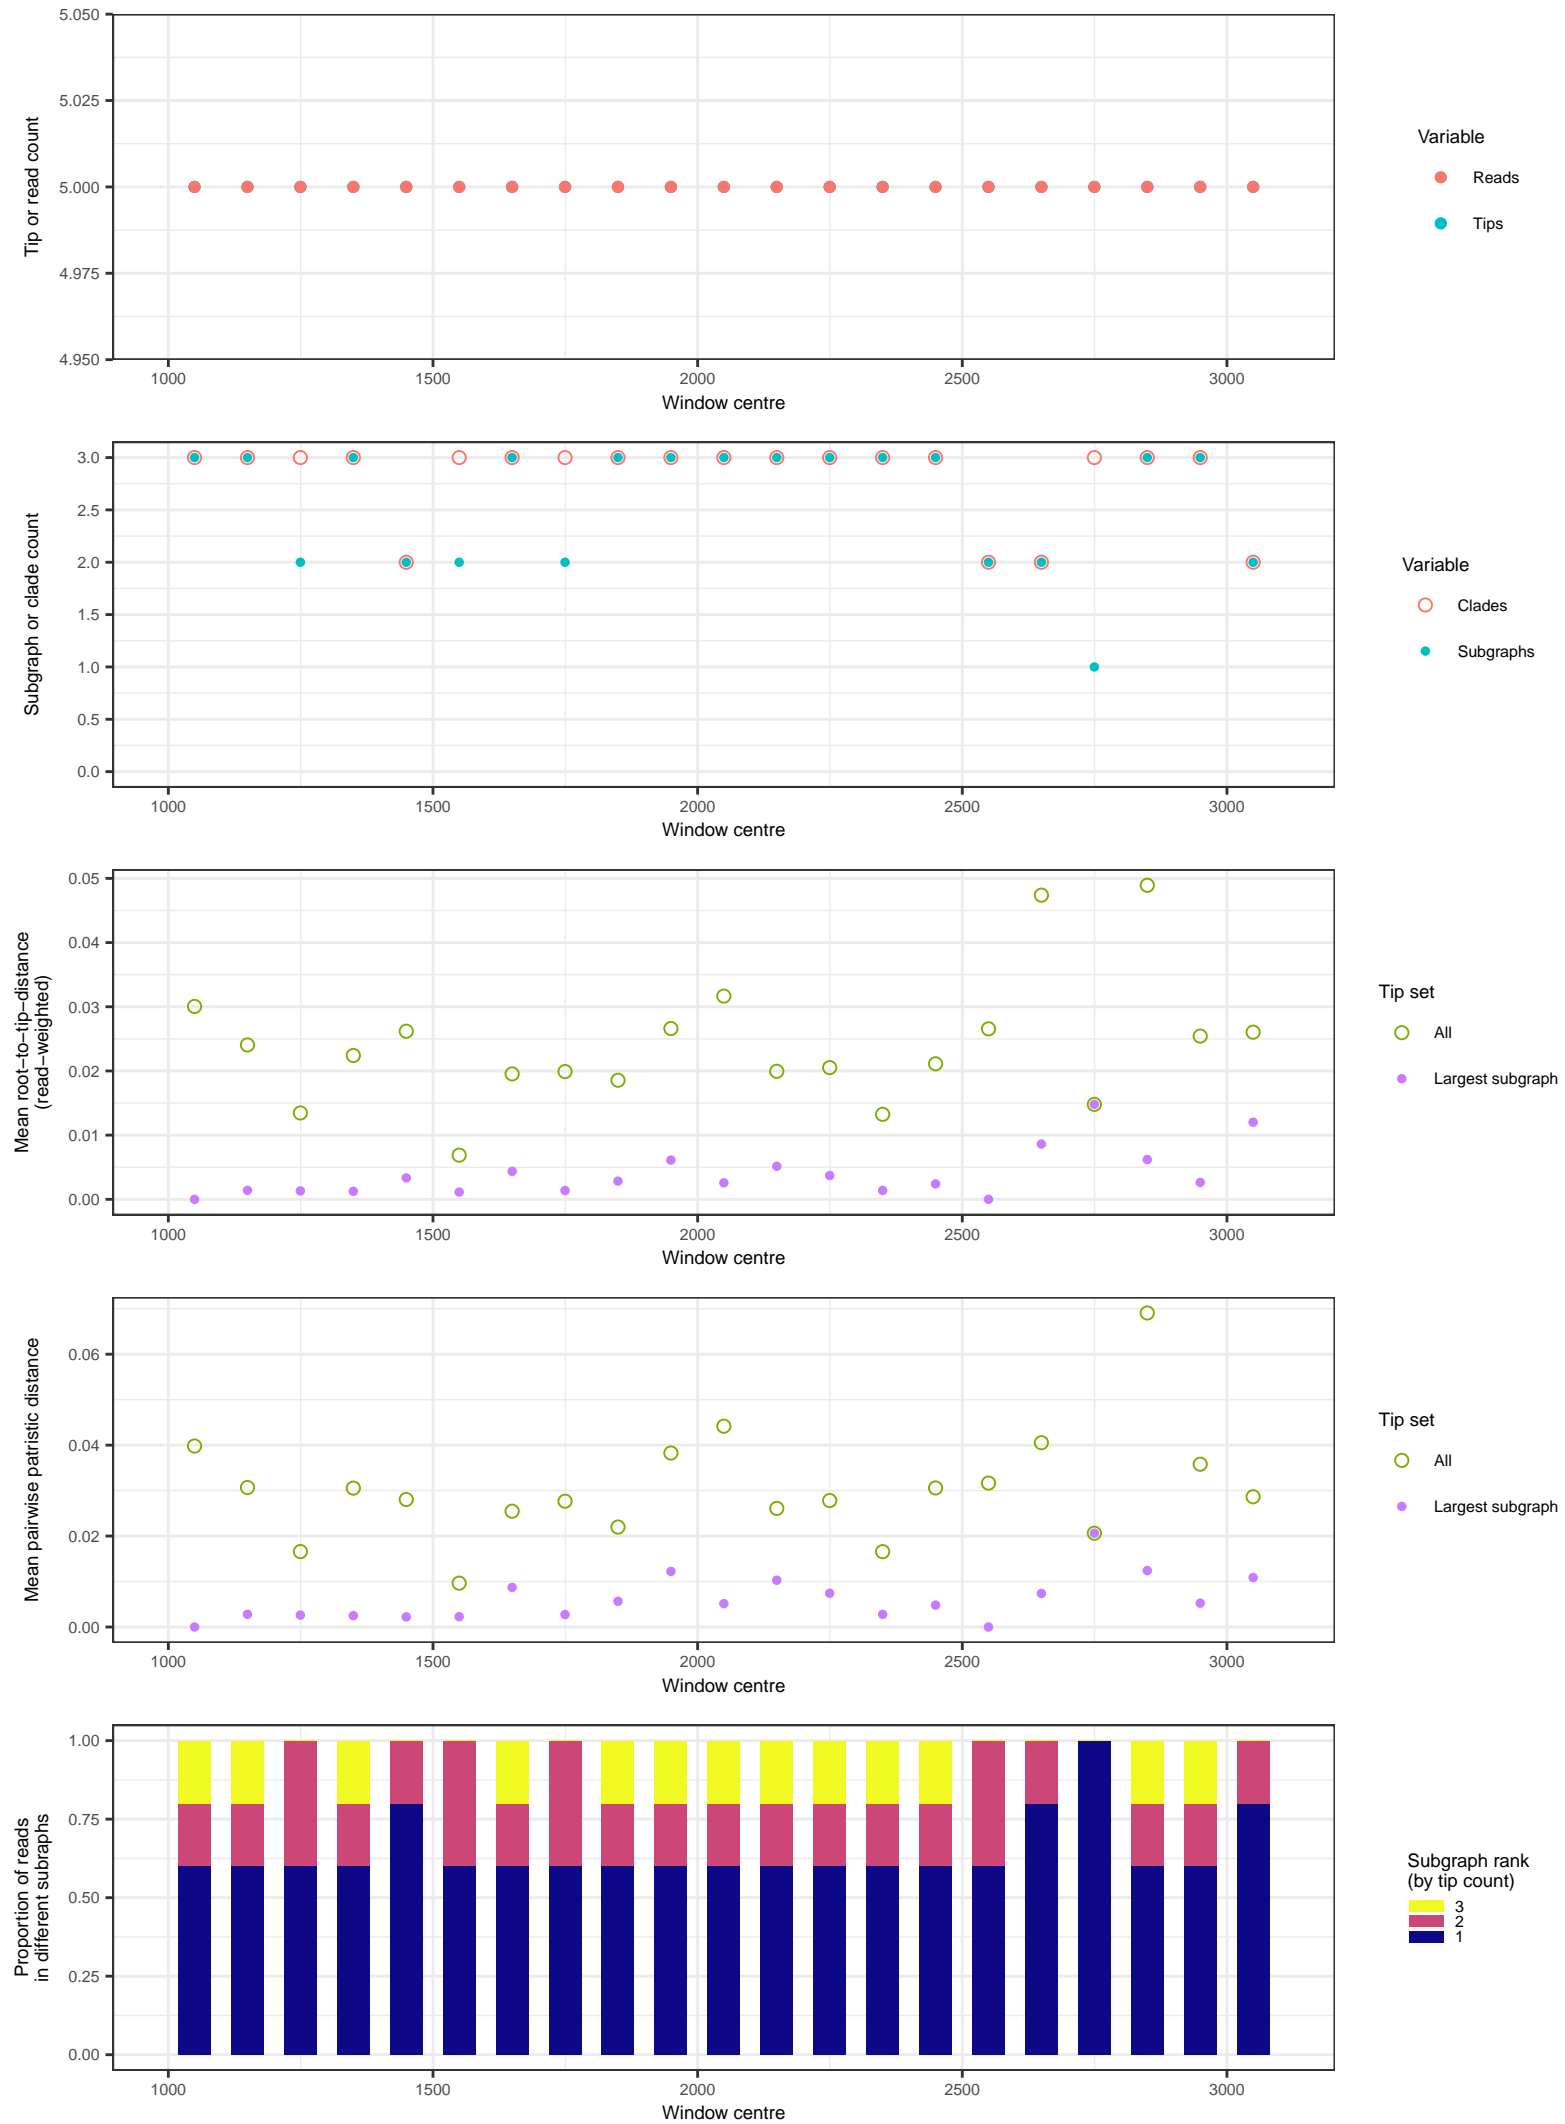 5.050
5.025
5.000
4.975
4.950
Tip or read count
1000 1500 2000 2500 3000
Window centre
Variable
Reads
Tips
3.0
2.5
2.0
1.5
1.0
0.5
0.0
Subgraph or clade count
1000 1500 2000 2500 3000
Window centre
Variable
Clades
Subgraphs
0.05
0.04
0.03
0.02
0.01
0.00
Mean root−to−tip−distance
(read−weighted)
1000 1500 2000 2500 3000
Window centre
Tip set
All
Largest subgraph
0.06
0.04
0.02
0.00
Mean pairwise patristic distance
1000 1500 2000 2500 3000
Window centre
Tip set
All
Largest subgraph
1.00
0.75
0.50
0.25
0.00
Proportion of reads
in different subraphs
1000 1500 2000 2500 3000
Window centre
Subgraph rank
(by tip count)
3
2
1